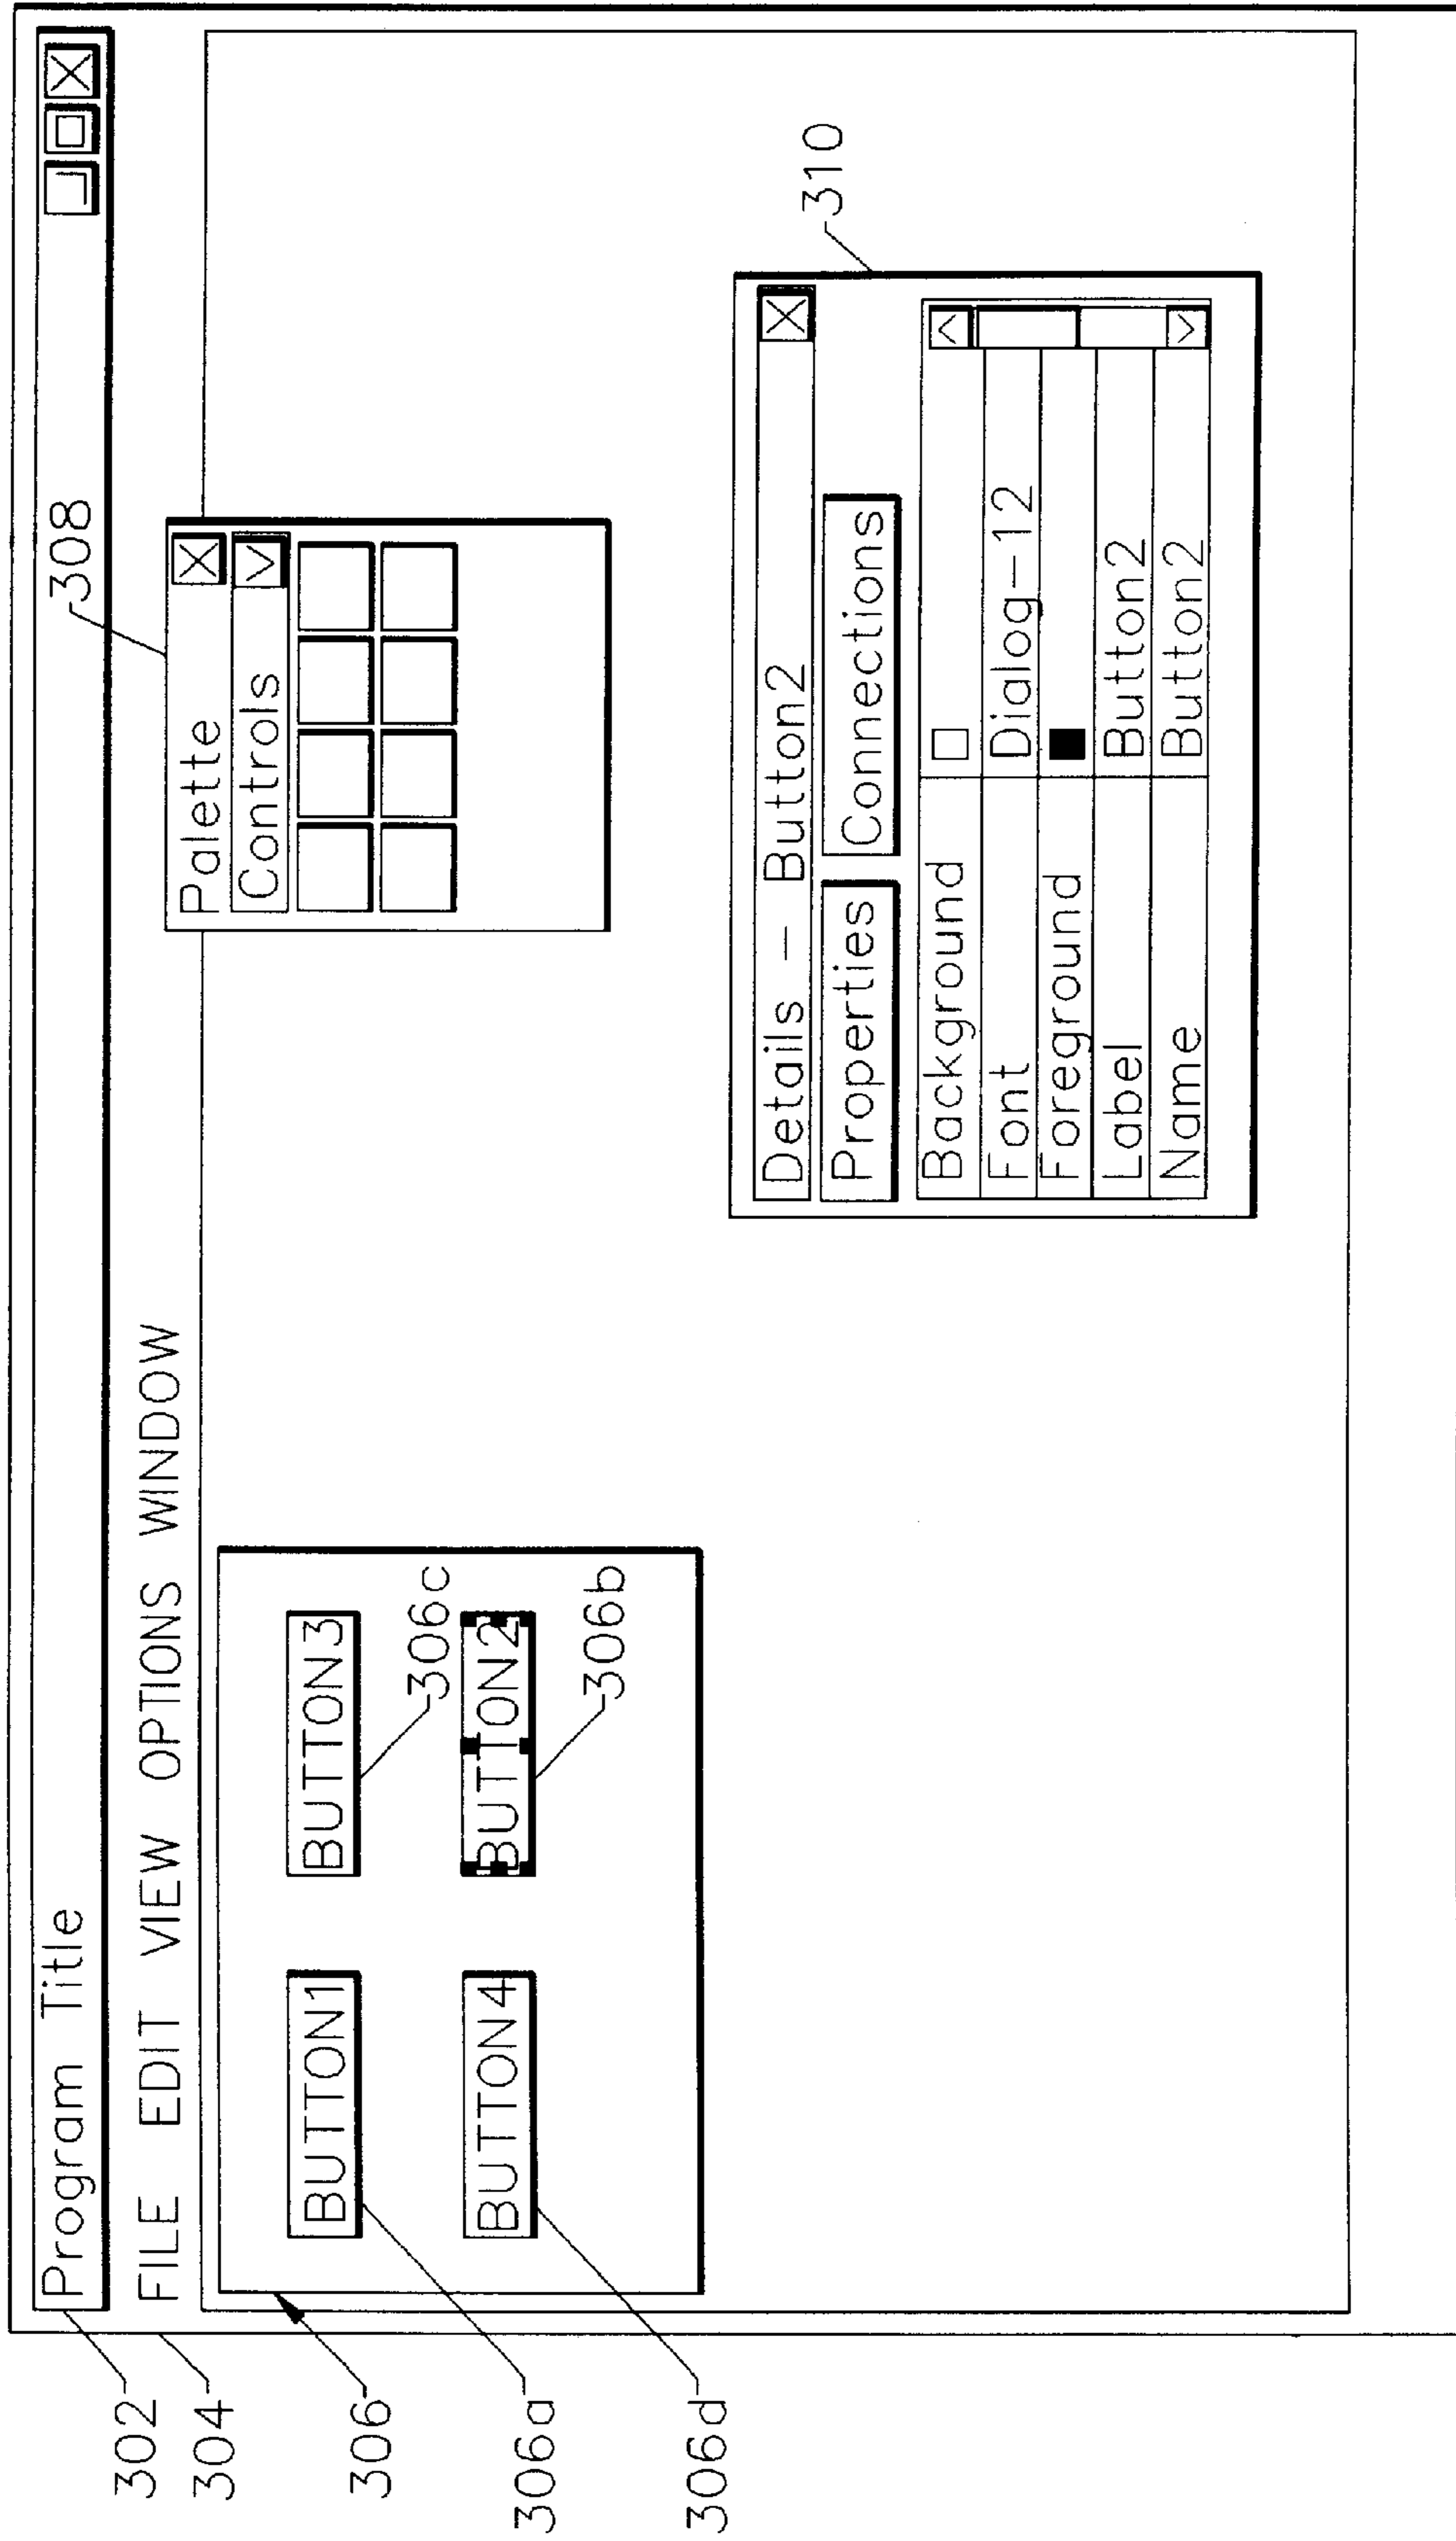 302
Program Title
304
FILE EDIT VIEW OPTIONS WINDOW
308
Palette
Controls
306
BUTTON1
BUTTON3
306a
306c
BUTTON4
BUTTON2
306d
306b
Details - Button2
310
Properties Connections
Background
Font Dialog-12
Foreground
Label Button2
Name Button2